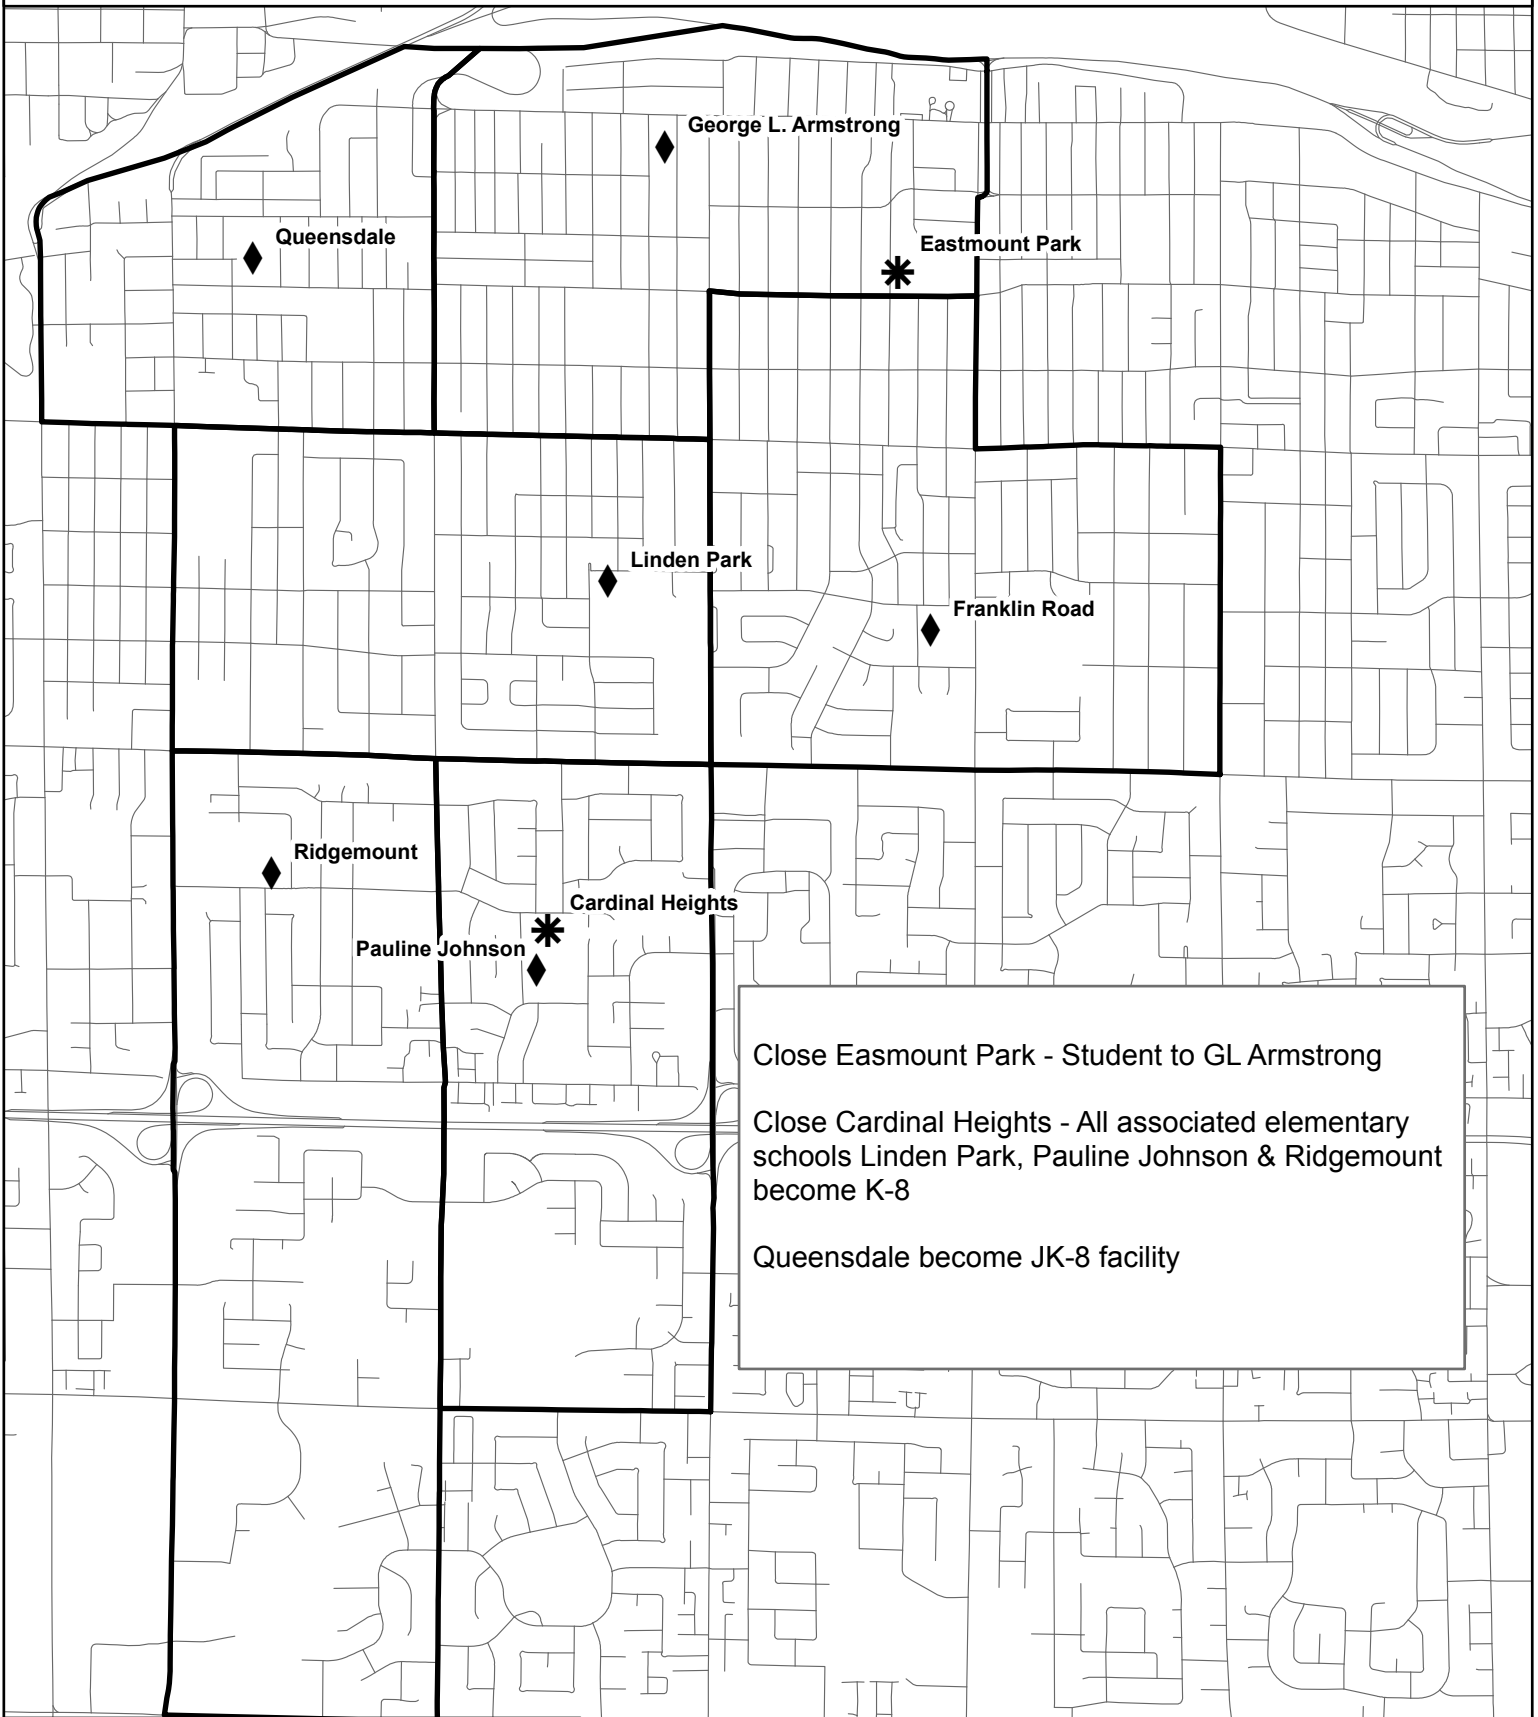 George L. Armstrong
Queensdale
Eastmount Park
Linden Park
Franklin Road
Ridgemount
Cardinal Heights
Pauline Johnson
Close Easmount Park - Student to GL Armstrong
Close Cardinal Heights - All associated elementary
schools Linden Park, Pauline Johnson & Ridgemount
become K-8
Queensdale become JK-8 facility